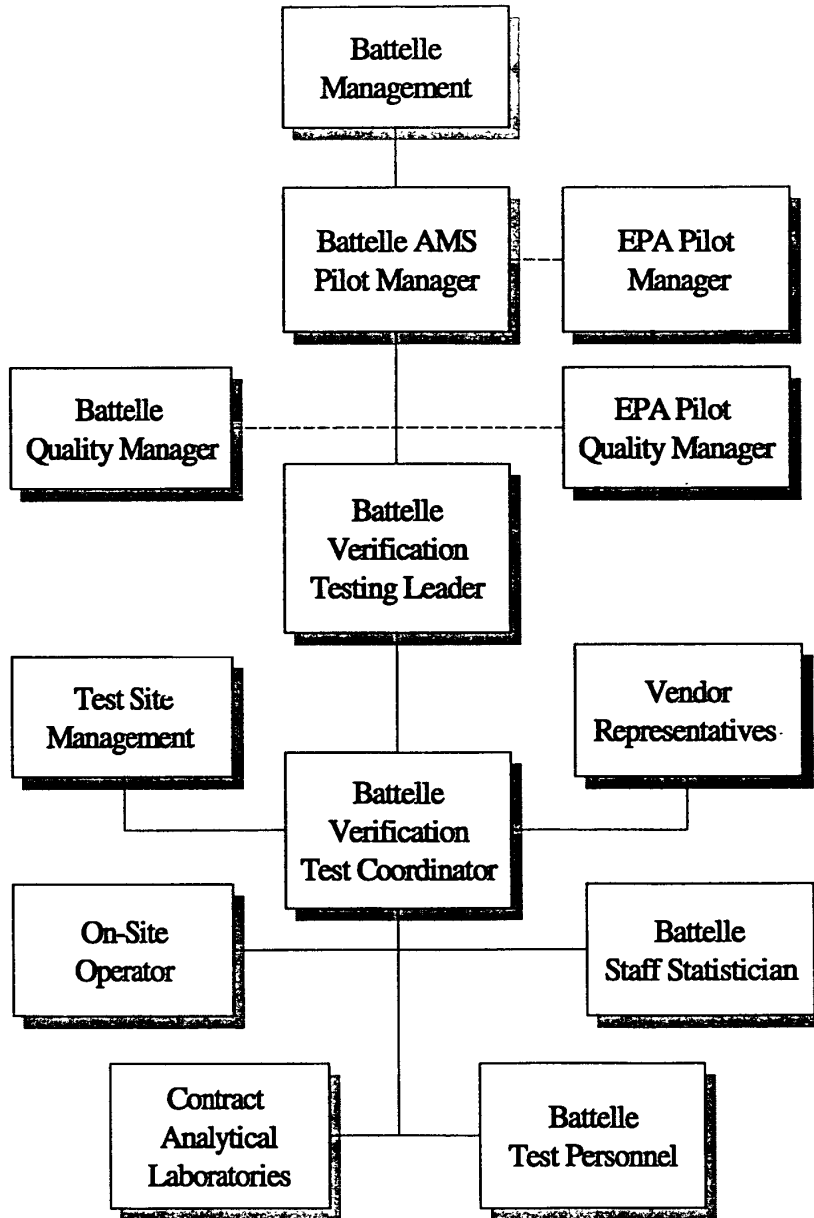 Battelle
Management
Battelle AMS
Pilot Manager
EPA Pilot
Manager
Battelle
Quality Manager
EPA Pilot
Quality Manager
Battelle
Verification
Testing Leader
Test Site
Management
Vendor
Representatives
Battelle
Verification
Test Coordinator
On-Site
Operator
Battelle
Staff Statistician
Contract
Analytical
Laboratories
Battelle
Test Personnel